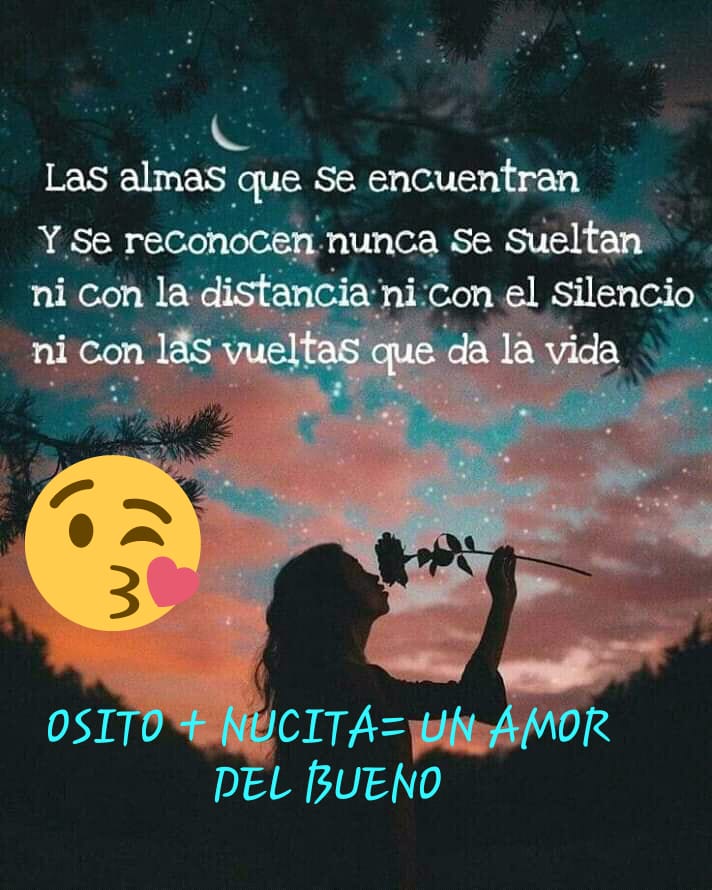 Las almas que se encuentran
Y se reconocen nunca se sueltan
ni con la distancia ni con el silencio
ni con las vueltas que da la vida
OSITO + NUCITA= UN AMOR
DEL BUENO